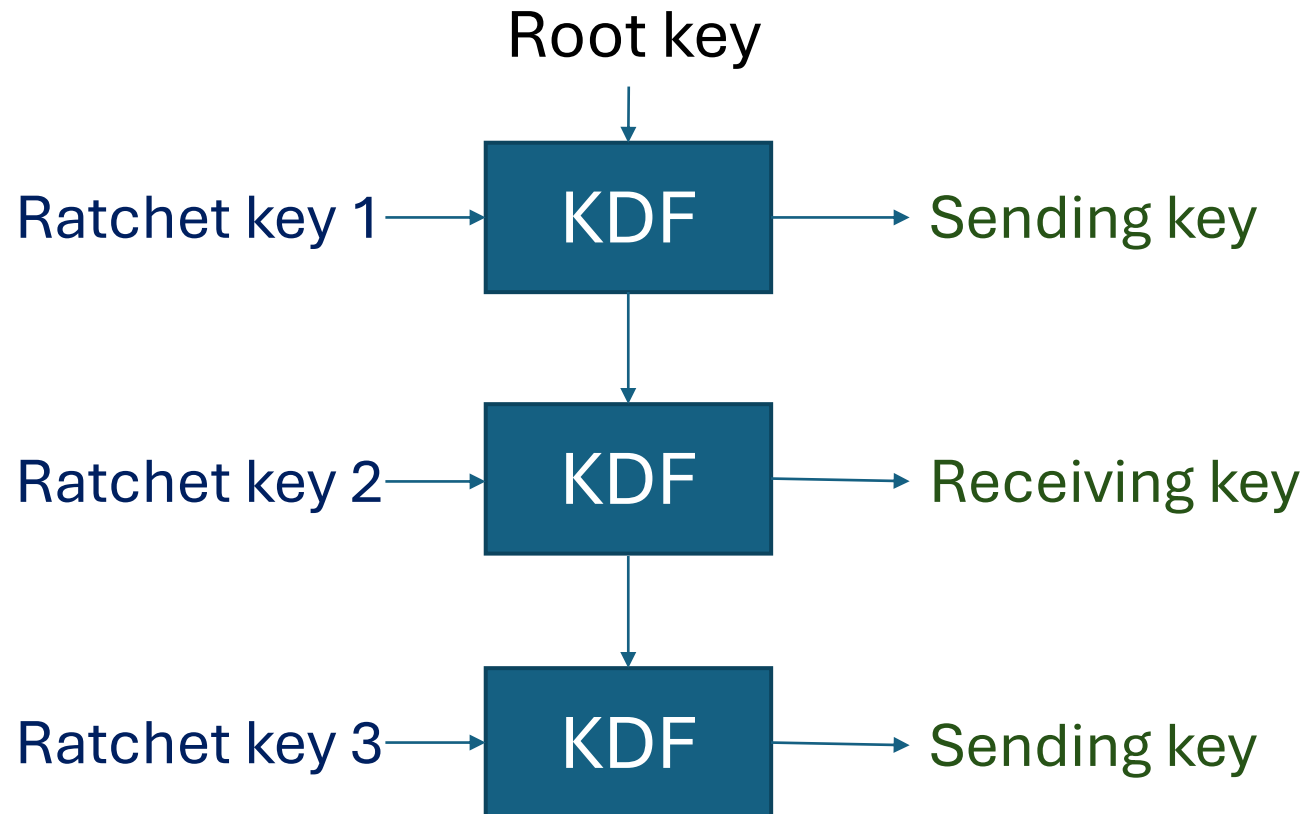 Root key
Ratchet key 1
KDF
Sending key
Ratchet key 2
KDF
Receiving key
Ratchet key 3
KDF
Sending key